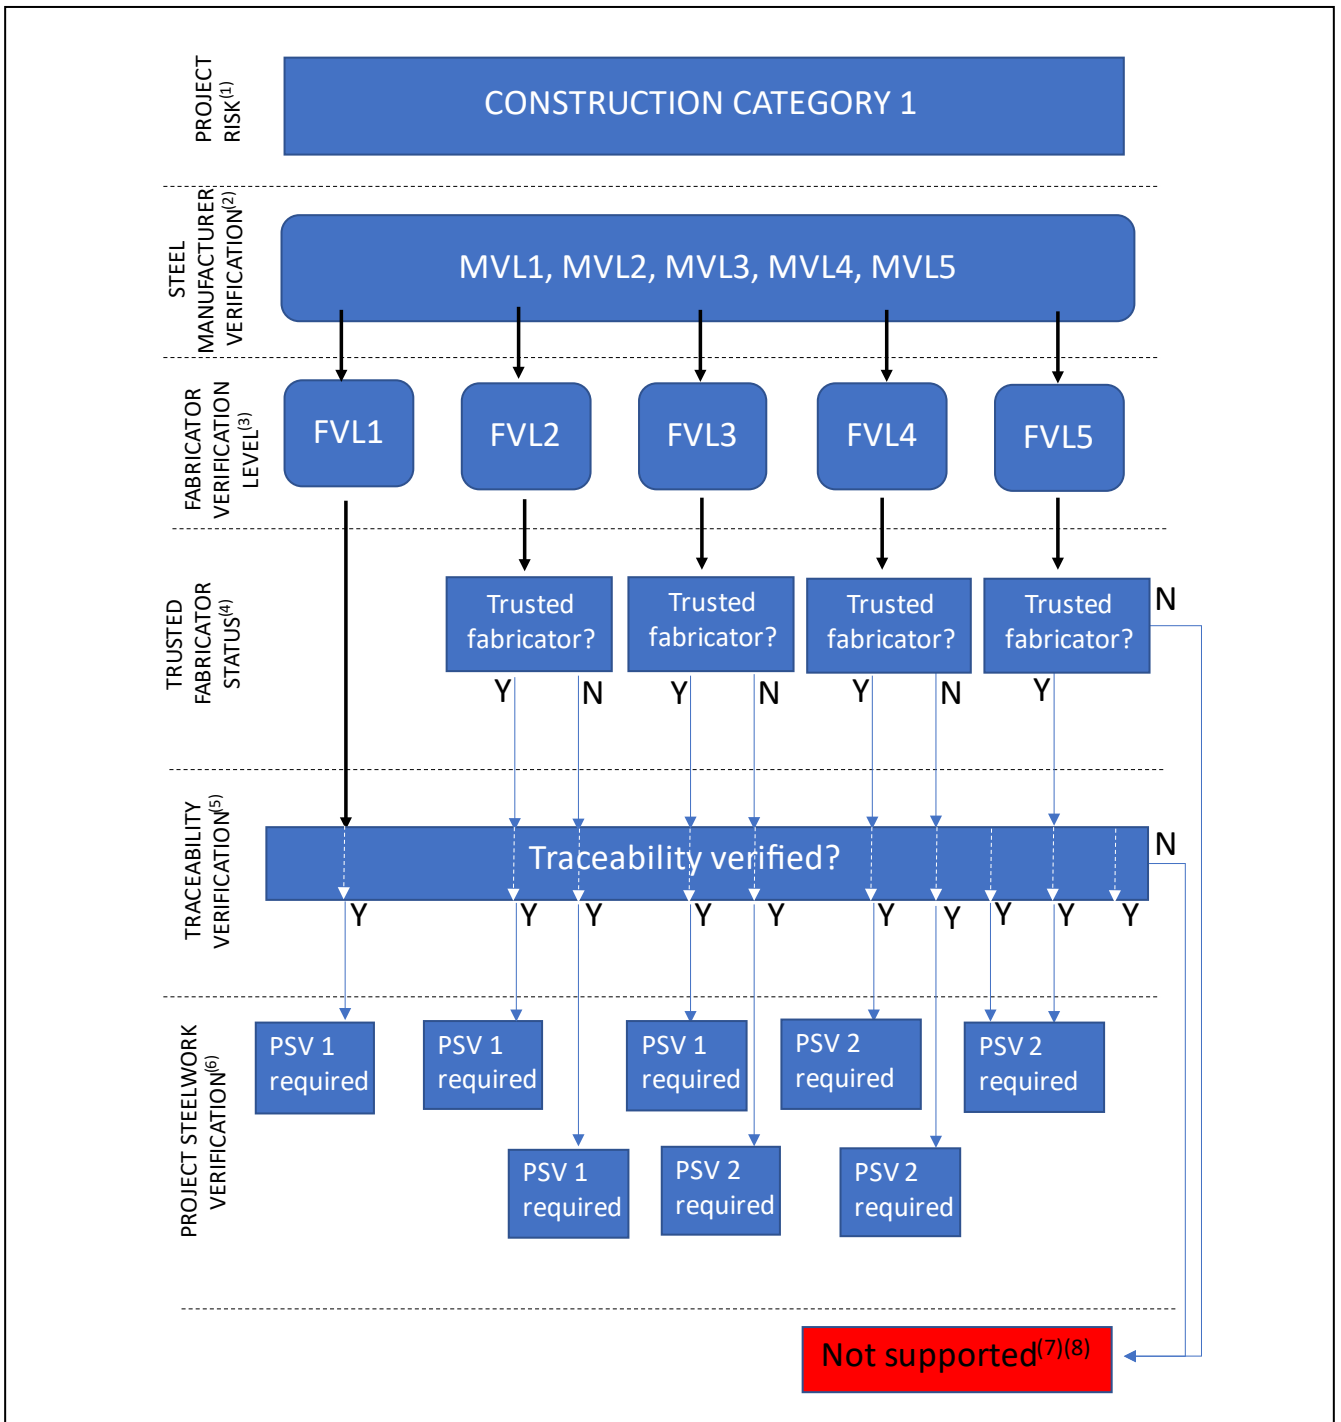 PROJECT
RISK(1)
CONSTRUCTION CATEGORY 1
STEEL
MANUFACTURER
VERIFICATION(2)
MVL1, MVL2, MVL3, MVL4, MVL5
FABRICATOR
VERIFICATION
LEVEL(3)
FVL1
FVL2
FVL3
FVL4
FVL5
TRUSTED
FABRICATOR
STATUS(4)
Trusted
fabricator?
Trusted
fabricator?
Trusted
fabricator?
Trusted
fabricator?
N
Y
N
Y
N
Y
N
Y
TRACEABILITY
VERIFICATION(5)
Traceability verified?
N
Y
Y
Y
Y
Y
Y
Y
Y
Y
Y
PROJECT STEELWORK
VERIFICATION(6)
PSV 1
required
PSV 1
required
PSV 1
required
PSV 2
required
PSV 2
required
PSV 1
required
PSV 2
required
PSV 2
required
Not supported(7)(8)